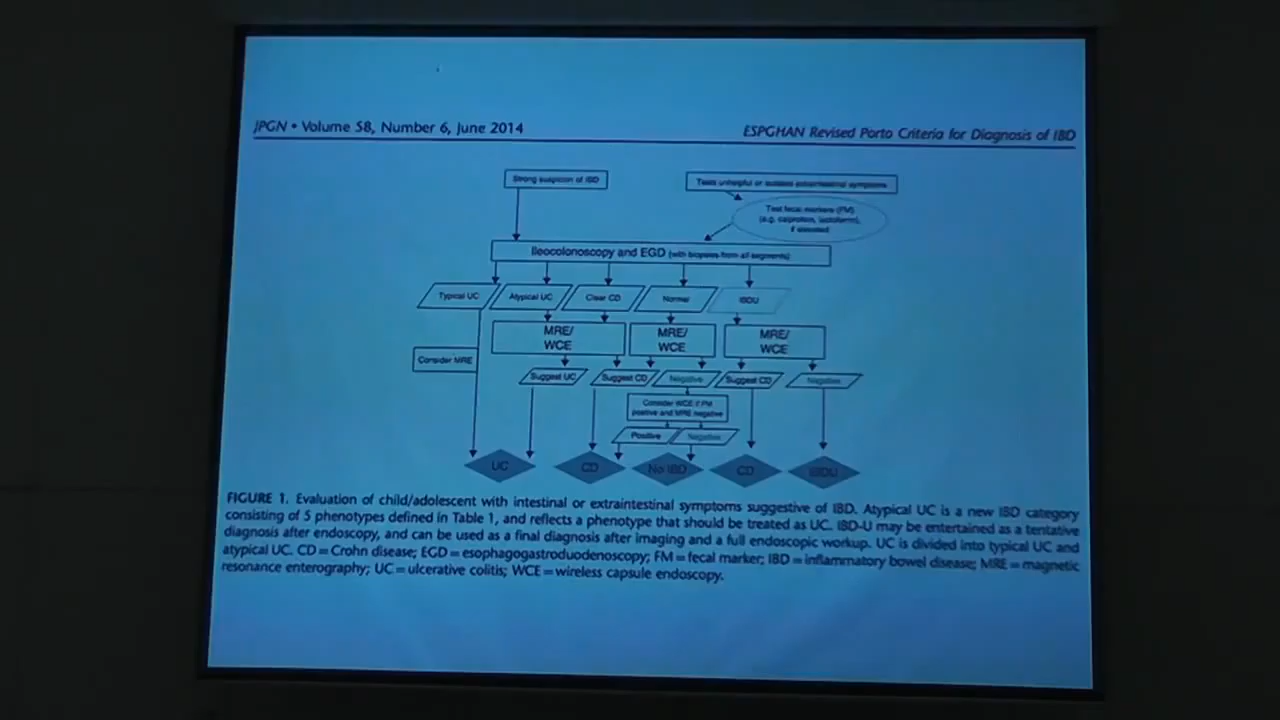 JPGN • Volume 58, Number 6, June 2014
ESPGHAN Revised Porto Criteria for Diagnosis of IBD
Strong suspicion of IBD
Tests unhelpful or isolated extraintestinal symptoms
Test fecal markers (FM)
(e.g. calprotein, lactoferrin),
if
Ileocolonoscopy and EGD (with biopsies from all segments)
Typical UC
Atypical UC
Clear CD
Normal
IBDU
MRE/
WCE
MRE/
WCE
MRE/
WCE
Consider MRE
Suggest UC
Suggest CD
Negative
Suggest CD
Negative
Consider WCE if FM
positive and MRE negative
Positive
Negative
UC
CD
No IBD
CD
IBDU
FIGURE 1. Evaluation of child/adolescent with intestinal or extraintestinal symptoms suggestive of IBD. Atypical UC is a new IBD category
consisting of 5 phenotypes defined in Table 1, and reflects a phenotype that should be treated as UC. IBD-U may be entertained as a tentative
diagnosis after endoscopy, and can be used as a final diagnosis after imaging and a full endoscopic workup. UC is divided into typical UC and
atypical UC. CD = Crohn disease; EGD = esophagogastroduodenoscopy; FM = fecal marker; IBD = inflammatory bowel disease; MRE = magnetic
resonance enterography; UC = ulcerative colitis; WCE = wireless capsule endoscopy.